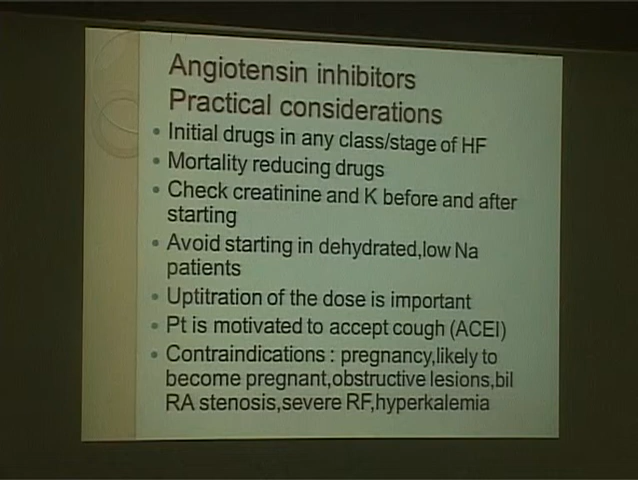 Angiotensin inhibitors
Practical considerations
• Initial drugs in any class/stage of HF
• Mortality reducing drugs
• Check creatinine and K before and after
starting
• Avoid starting in dehydrated,low Na
patients
• Uptitration of the dose is important
• Pt is motivated to accept cough (ACEI)
• Contraindications : pregnancy,likely to
become pregnant,obstructive lesions,bil
RA stenosis,severe RF,hyperkalemia